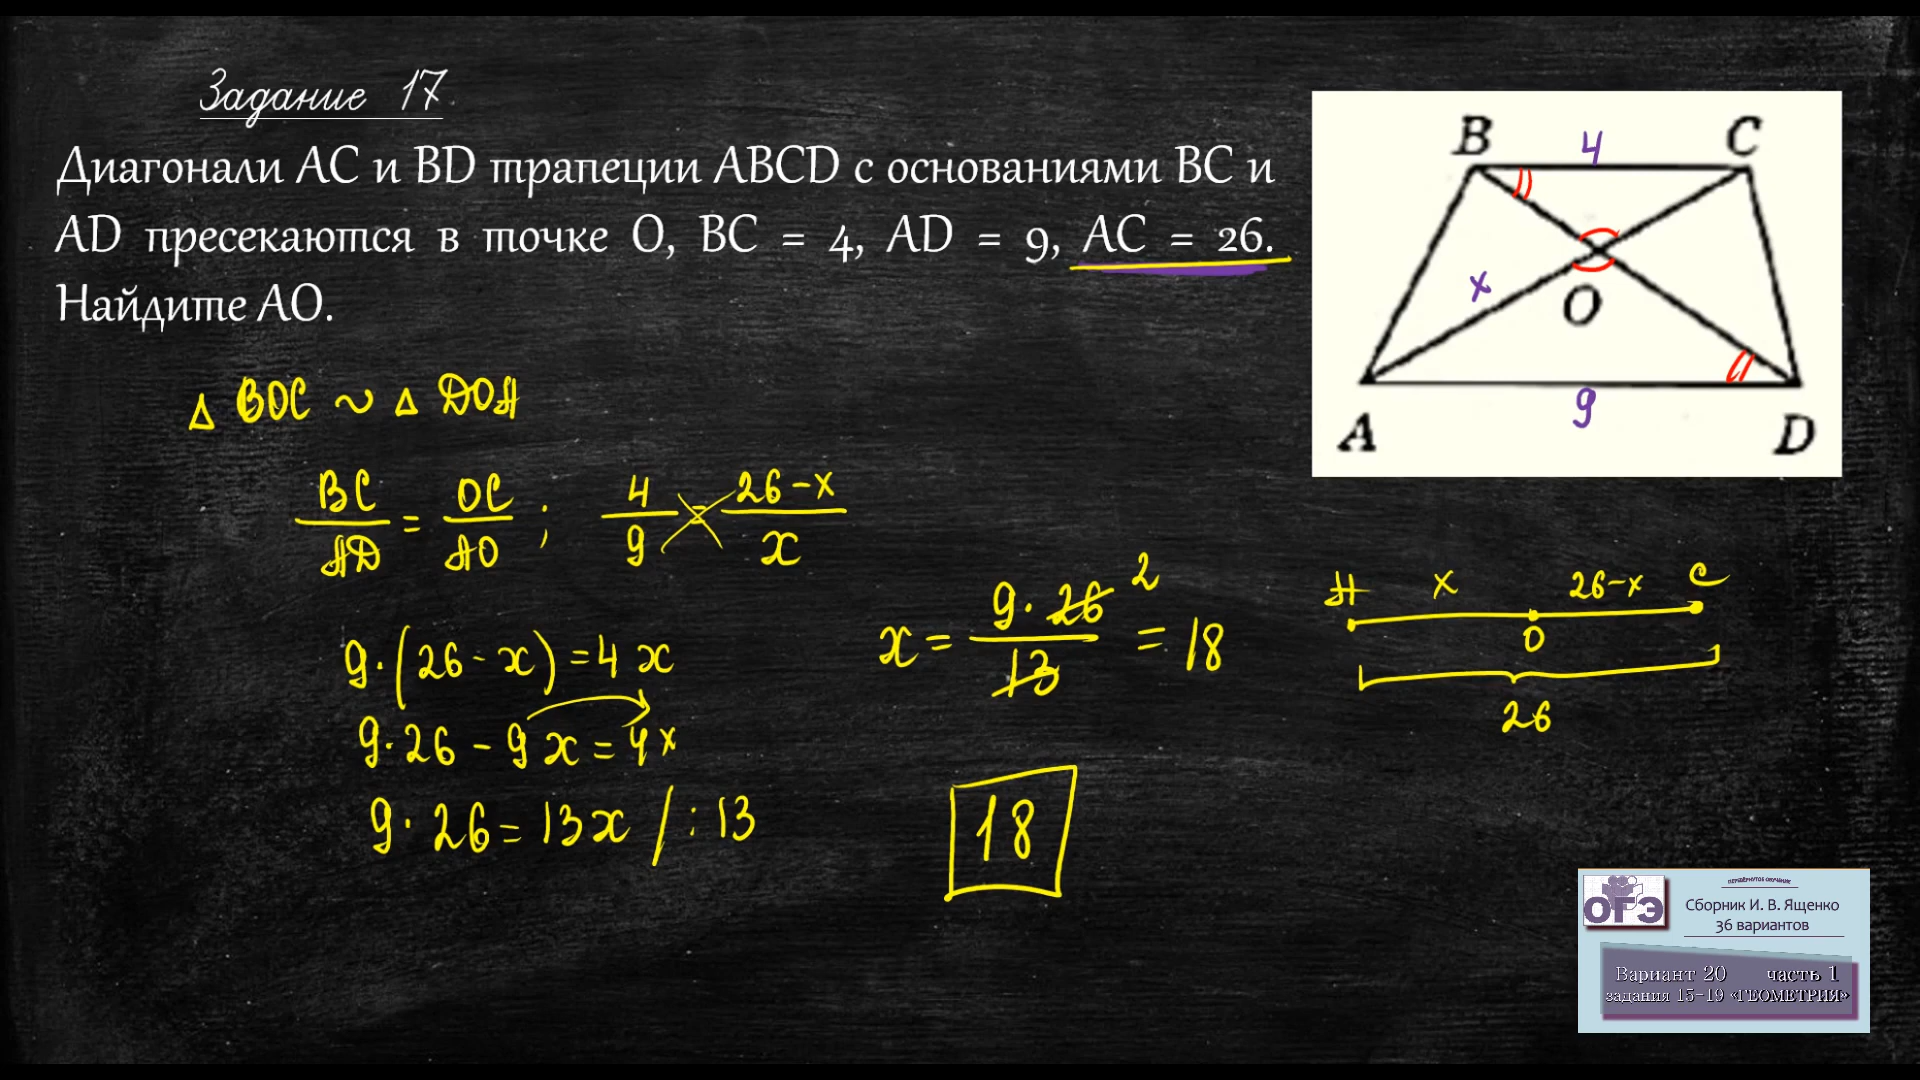 Задание 17
Диагонали AC и BD трапеции ABCD с основаниями BC и
AD пресекаются в точке O, BC = 4, AD = 9, AC = 26.
Найдите AO.
B 4 C
x
O
A 9 D
△ BOC ~ △ DOA
BC/AD = OC/AO ; 4/9 = (26-x)/x
9·(26-x)=4x
9·26-9x=4x
9·26=13x /:13
x = 9·26/13 2 = 18
A x 26-x C
O
26
18
ПЕРЕВЁРНУТОЕ ОБУЧЕНИЕ
ОГЭ
Сборник И. В. Ященко
36 вариантов
Вариант 20 часть 1
задания 15-19 «ГЕОМЕТРИЯ»